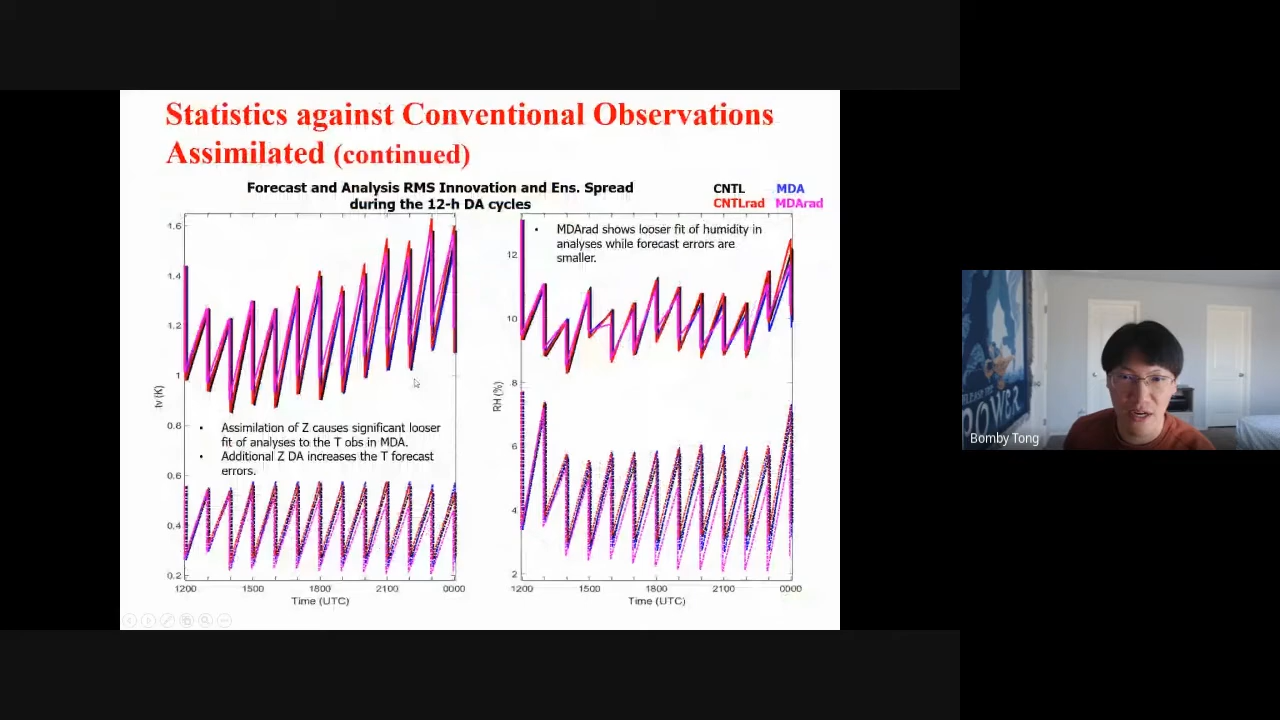 Statistics against Conventional Observations
Assimilated (continued)
Forecast and Analysis RMS Innovation and Ens. Spread
during the 12-h DA cycles
CNTL MDA
CNTLrad MDArad
1.6
1.4
1.2
1
0.8
0.6
0.4
0.2
tv (K)
• Assimilation of Z causes significant looser
fit of analyses to the T obs in MDA.
• Additional Z DA increases the T forecast
errors.
1200 1500 1800 2100 0000
Time (UTC)
• MDArad shows looser fit of humidity in
analyses while forecast errors are
smaller.
12
10
8
6
4
2
RH (%)
1200 1500 1800 2100 0000
Time (UTC)
POWER
Bomby Tong